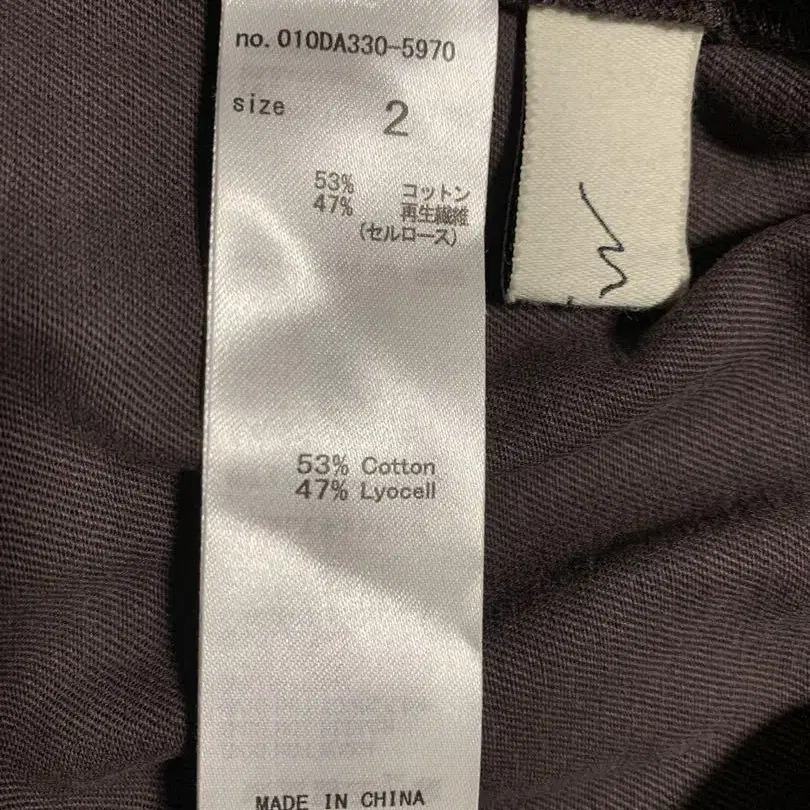 no. 010DA330-5970
size 2
53% コットン
47% 再生繊維
(セルロース)
53% Cotton
47% Lyocell
MADE IN CHINA